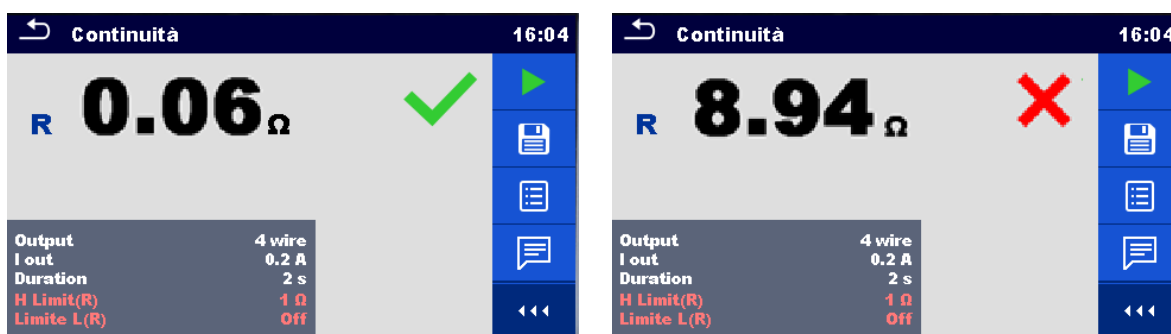 Continuità 16:04
R 0.06 Ω
Output 4 wire
I out 0.2 A
Duration 2 s
H Limit(R) 1 Ω
Limite L(R) Off
Continuità 16:04
R 8.94 Ω
Output 4 wire
I out 0.2 A
Duration 2 s
H Limit(R) 1 Ω
Limite L(R) Off